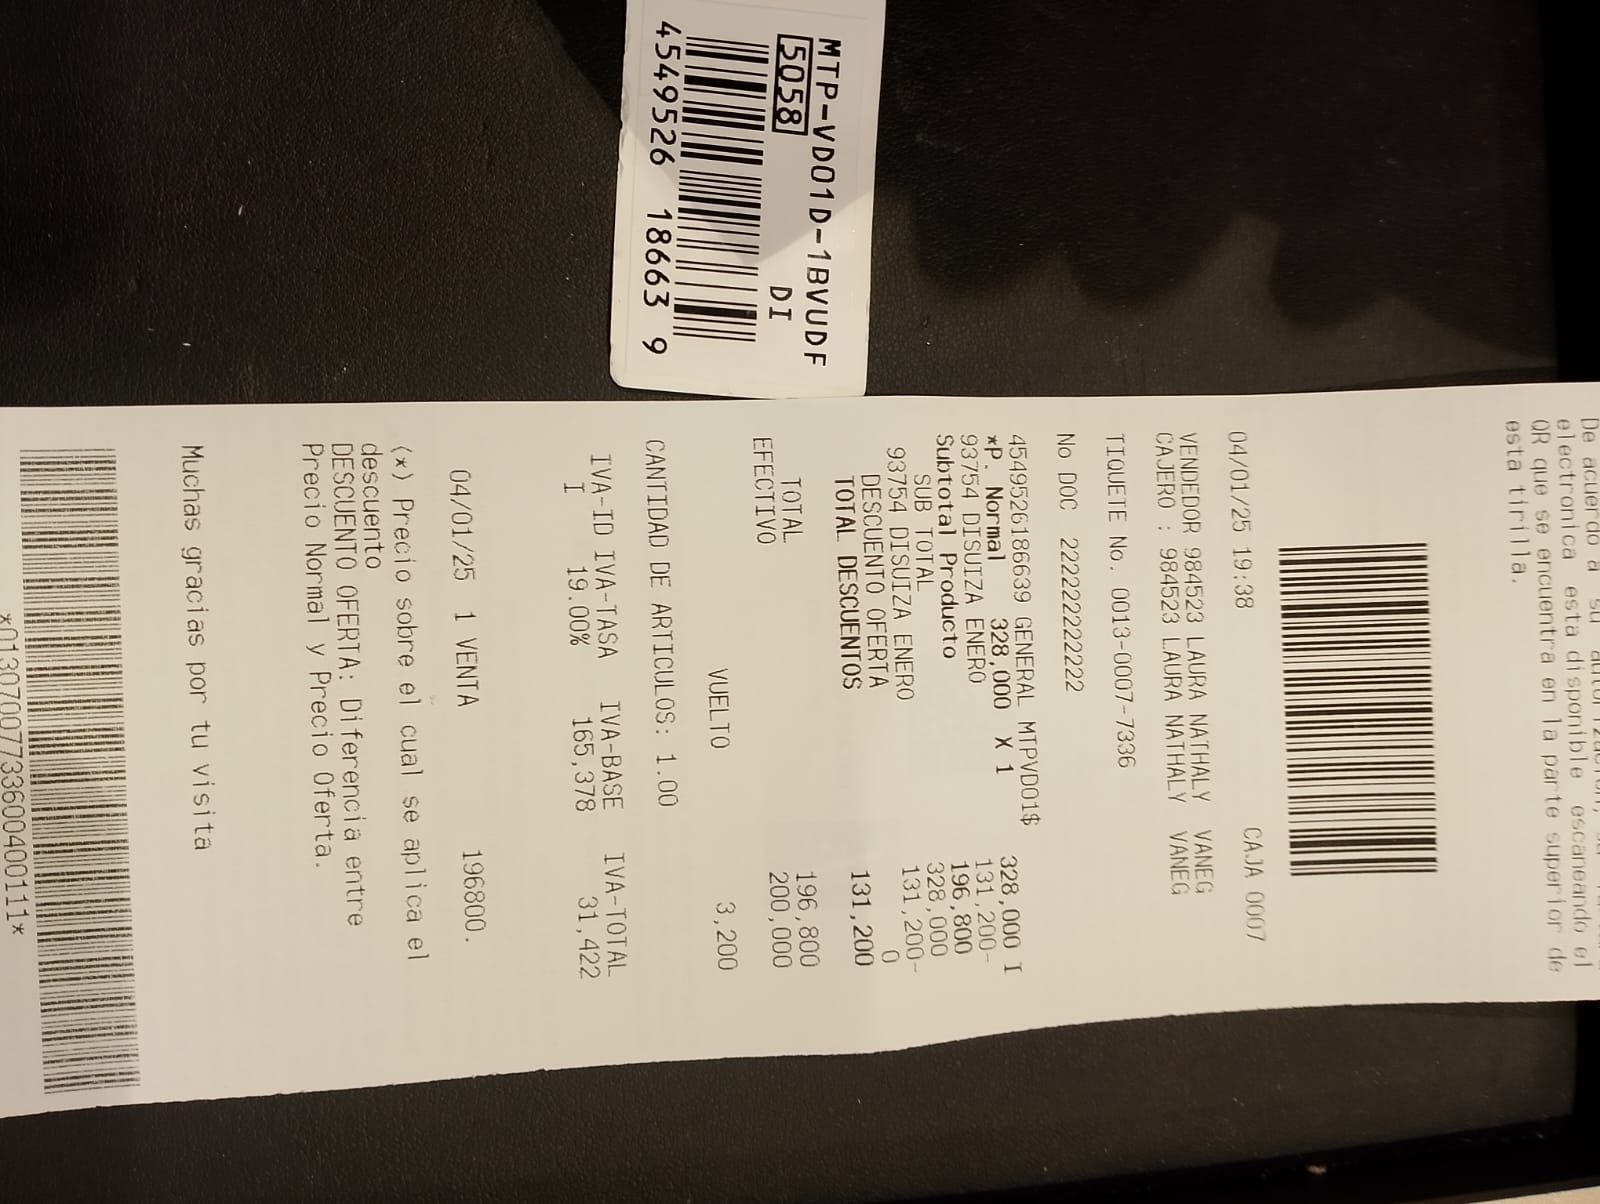 MTP-VD01D-1BVUDF
5058
DI
4549526 18663 9
De acuerdo a su
electronica esta disponible escaneando el
QR que se encuentra en la parte superior de
esta tirilla.
04/01/25 19:38 CAJA 0007
VENDEDOR 984523 LAURA NATHALY VANEG
CAJERO : 984523 LAURA NATHALY VANEG
TIQUETE No. 0013-0007-7336
No DOC 222222222222
4549526186639 GENERAL MTPVD01$ 328,000 I
*P. Normal 328,000 X 1
93754 DISUIZA ENERO 131,200-
Subtotal Producto 196,800
SUB TOTAL 328,000
93754 DISUIZA ENERO 131,200-
DESCUENTO OFERTA 0
TOTAL DESCUENTOS 131,200
TOTAL 196,800
EFECTIVO 200,000
VUELTO 3,200
CANTIDAD DE ARTICULOS: 1.00
IVA-ID IVA-TASA IVA-BASE IVA-TOTAL
I 19.00% 165,378 31,422
04/01/25 1 VENTA 196800.
(*) Precio sobre el cual se aplica el
descuento
DESCUENTO OFERTA: Diferencia entre
Precio Normal y Precio Oferta.
Muchas gracias por tu visita
*01307000773360040011​1*